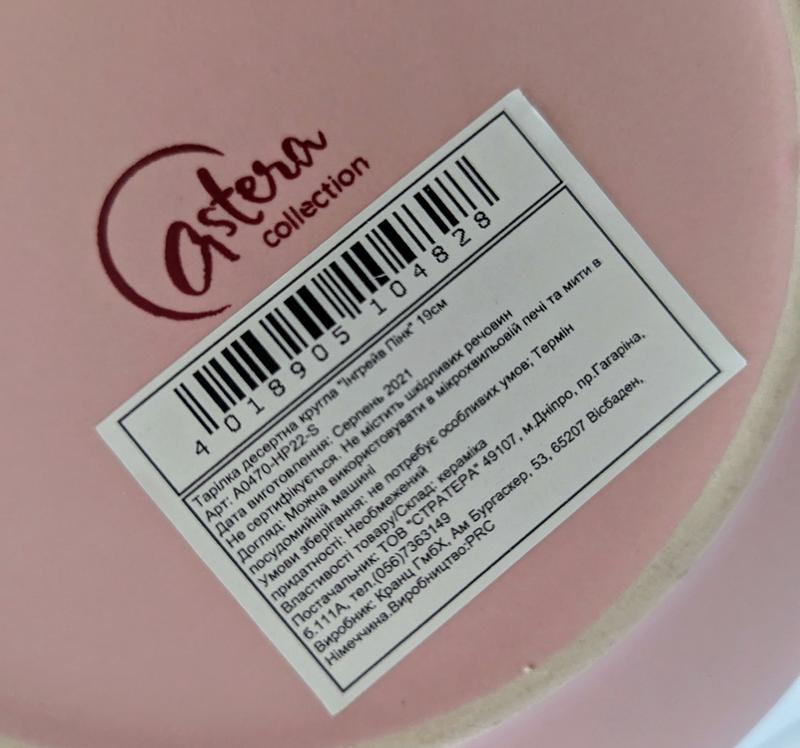 astera
collection
4 018905 104828
Тарілка десертна кругла "Інгрейв Пінк" 19см
Арт: A0470-HP22-S
Дата виготовлення: Серпень 2021
Не сертифікується. Не містить шкідливих речовин
Догляд: Можна використовувати в мікрохвильовій печі та мити в
посудомийній машині
Умови зберігання: не потребує особливих умов; Термін
придатності: Необмежений
Властивості товару/Склад: кераміка
Постачальник: ТОВ "СТРАТЕРА" 49107, м.Дніпро, пр.Гагаріна,
б.111А, тел.(056)7363149
Виробник: Кранц ГмбХ, Ам Бургаскер, 53, 65207 Вісбаден,
Німеччина.Виробництво:PRC